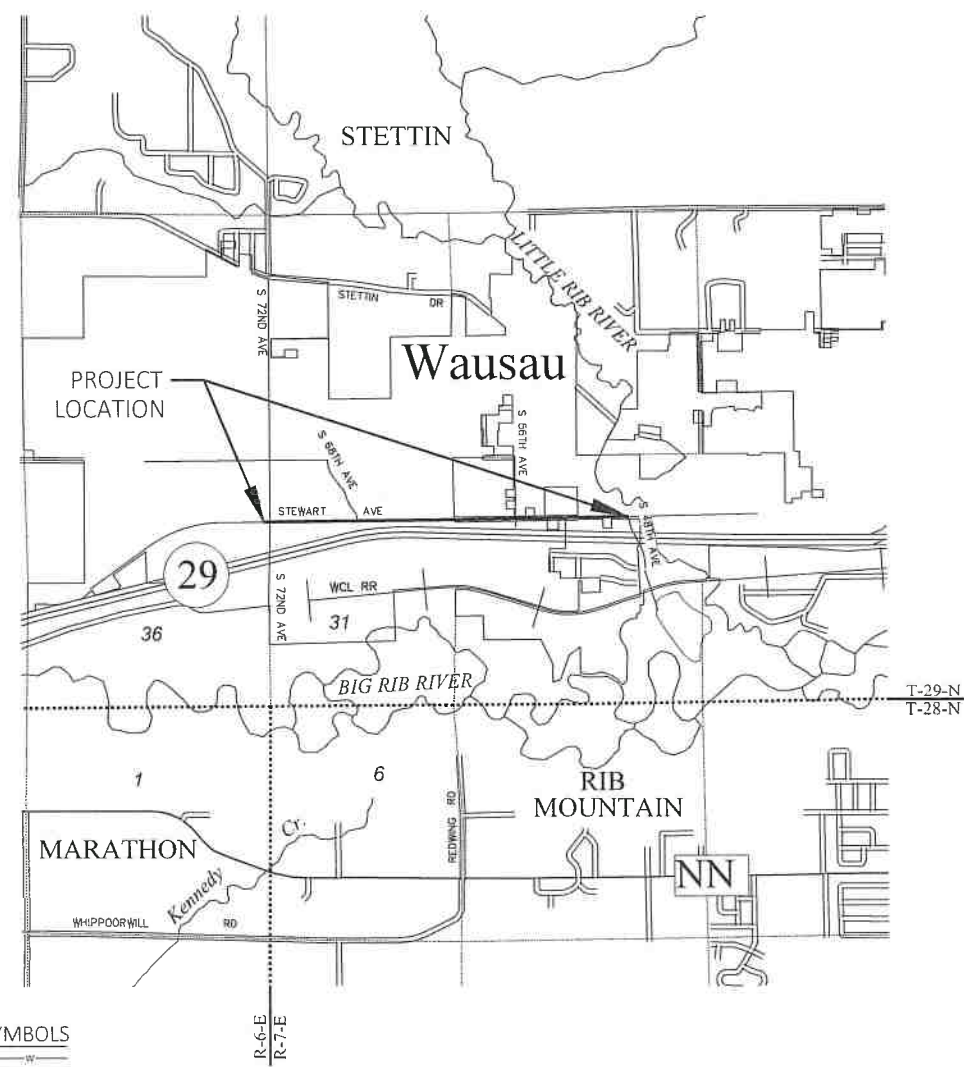 STETTIN
LITTLE RIB RIVER
S 72ND AVE
STETTIN DR
Wausau
PROJECT
LOCATION
S 68TH AVE
S 56TH AVE
STEWART AVE
S 48TH AVE
29
WCL RR
S 72ND AVE
31
36
BIG RIB RIVER
T-29-N
T-28-N
1
6
RIB
MOUNTAIN
REDWING RD
MARATHON
Kennedy Cr.
NN
WHIPPOORWILL RD
R-6-E
R-7-E
YMBOLS
W